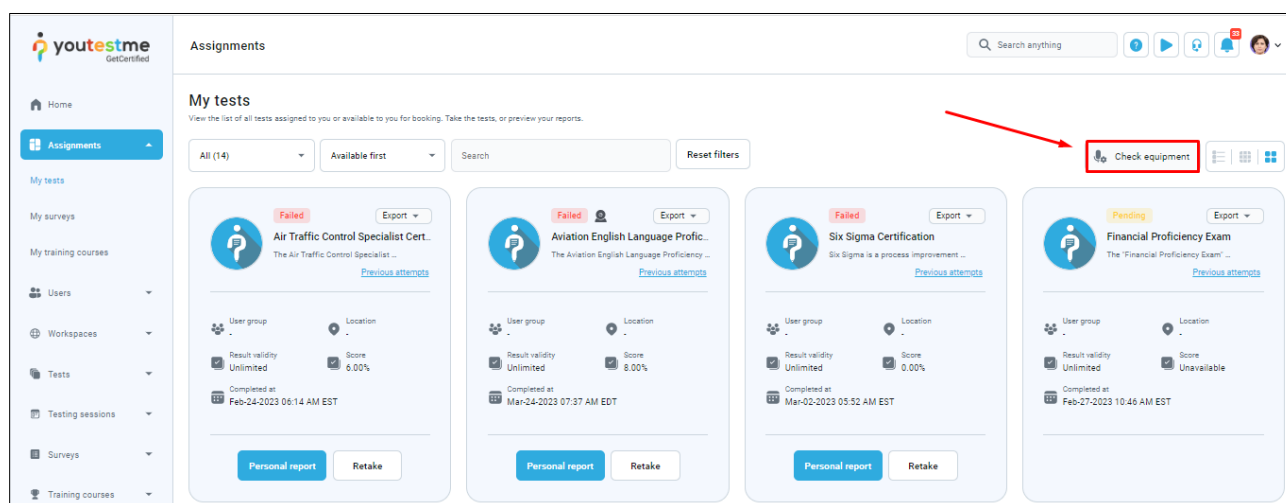 youtestme
GetCertified
Assignments
Search anything
?
33
Home
Assignments
My tests
My surveys
My training courses
Users
Workspaces
Tests
Testing sessions
Surveys
Training courses
My tests
View the list of all tests assigned to you or available to you for booking. Take the tests, or preview your reports.
All (14)
Available first
Search
Reset filters
Check equipment
Failed
Export
Air Traffic Control Specialist Cert...
The Air Traffic Control Specialist ...
Previous attempts
User group
-
Location
-
Result validity
Unlimited
Score
6.00%
Completed at
Feb-24-2023 06:14 AM EST
Personal report
Retake
Failed
Export
Aviation English Language Profic...
The Aviation English Language Proficiency ...
Previous attempts
User group
-
Location
-
Result validity
Unlimited
Score
8.00%
Completed at
Mar-24-2023 07:37 AM EDT
Personal report
Retake
Failed
Export
Six Sigma Certification
Six Sigma is a process improvement ...
Previous attempts
User group
-
Location
-
Result validity
Unlimited
Score
0.00%
Completed at
Mar-02-2023 05:52 AM EST
Personal report
Retake
Pending
Export
Financial Proficiency Exam
The "Financial Proficiency Exam" ...
Previous attempts
User group
-
Location
-
Result validity
Unlimited
Score
Unavailable
Completed at
Feb-27-2023 10:46 AM EST